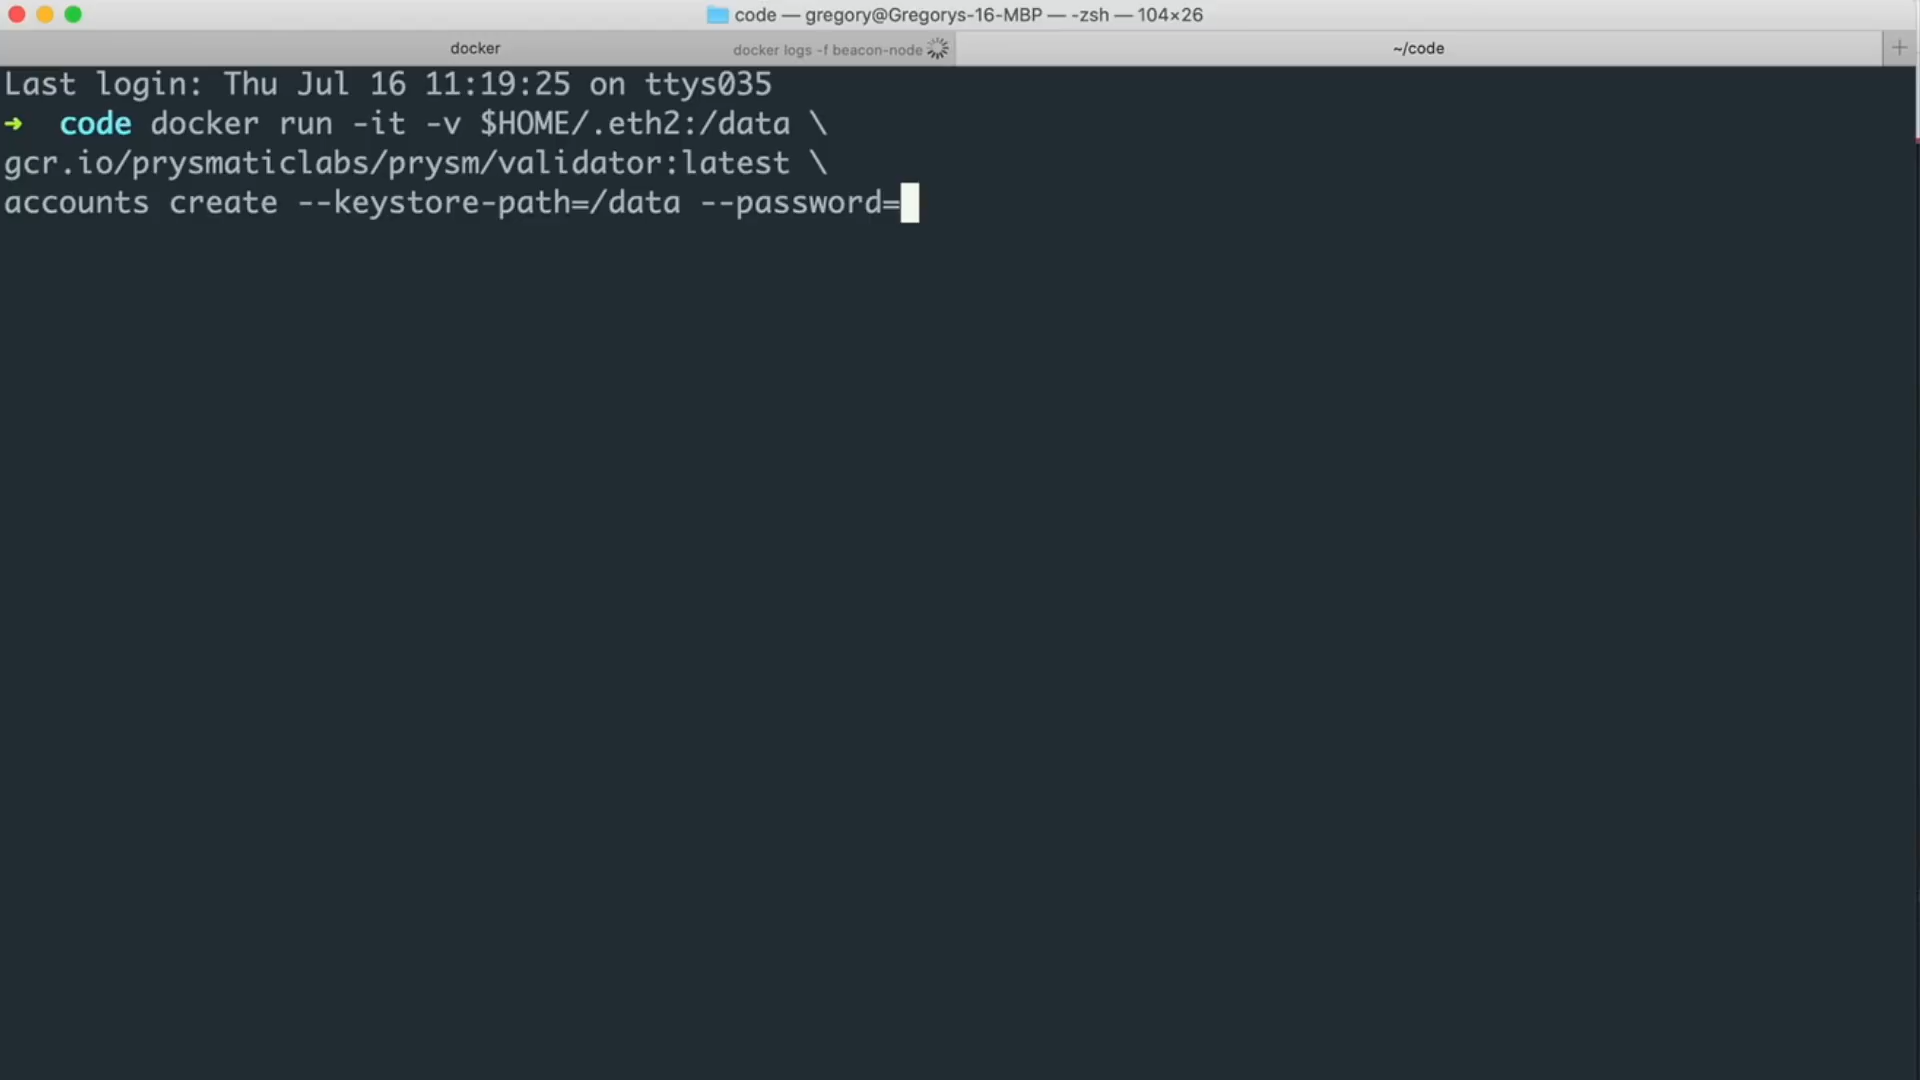 code — gregory@Gregorys-16-MBP — -zsh — 104×26
docker docker logs -f beacon-node ~/code +
Last login: Thu Jul 16 11:19:25 on ttys035
➜ code docker run -it -v $HOME/.eth2:/data \
gcr.io/prysmaticlabs/prysm/validator:latest \
accounts create --keystore-path=/data --password=